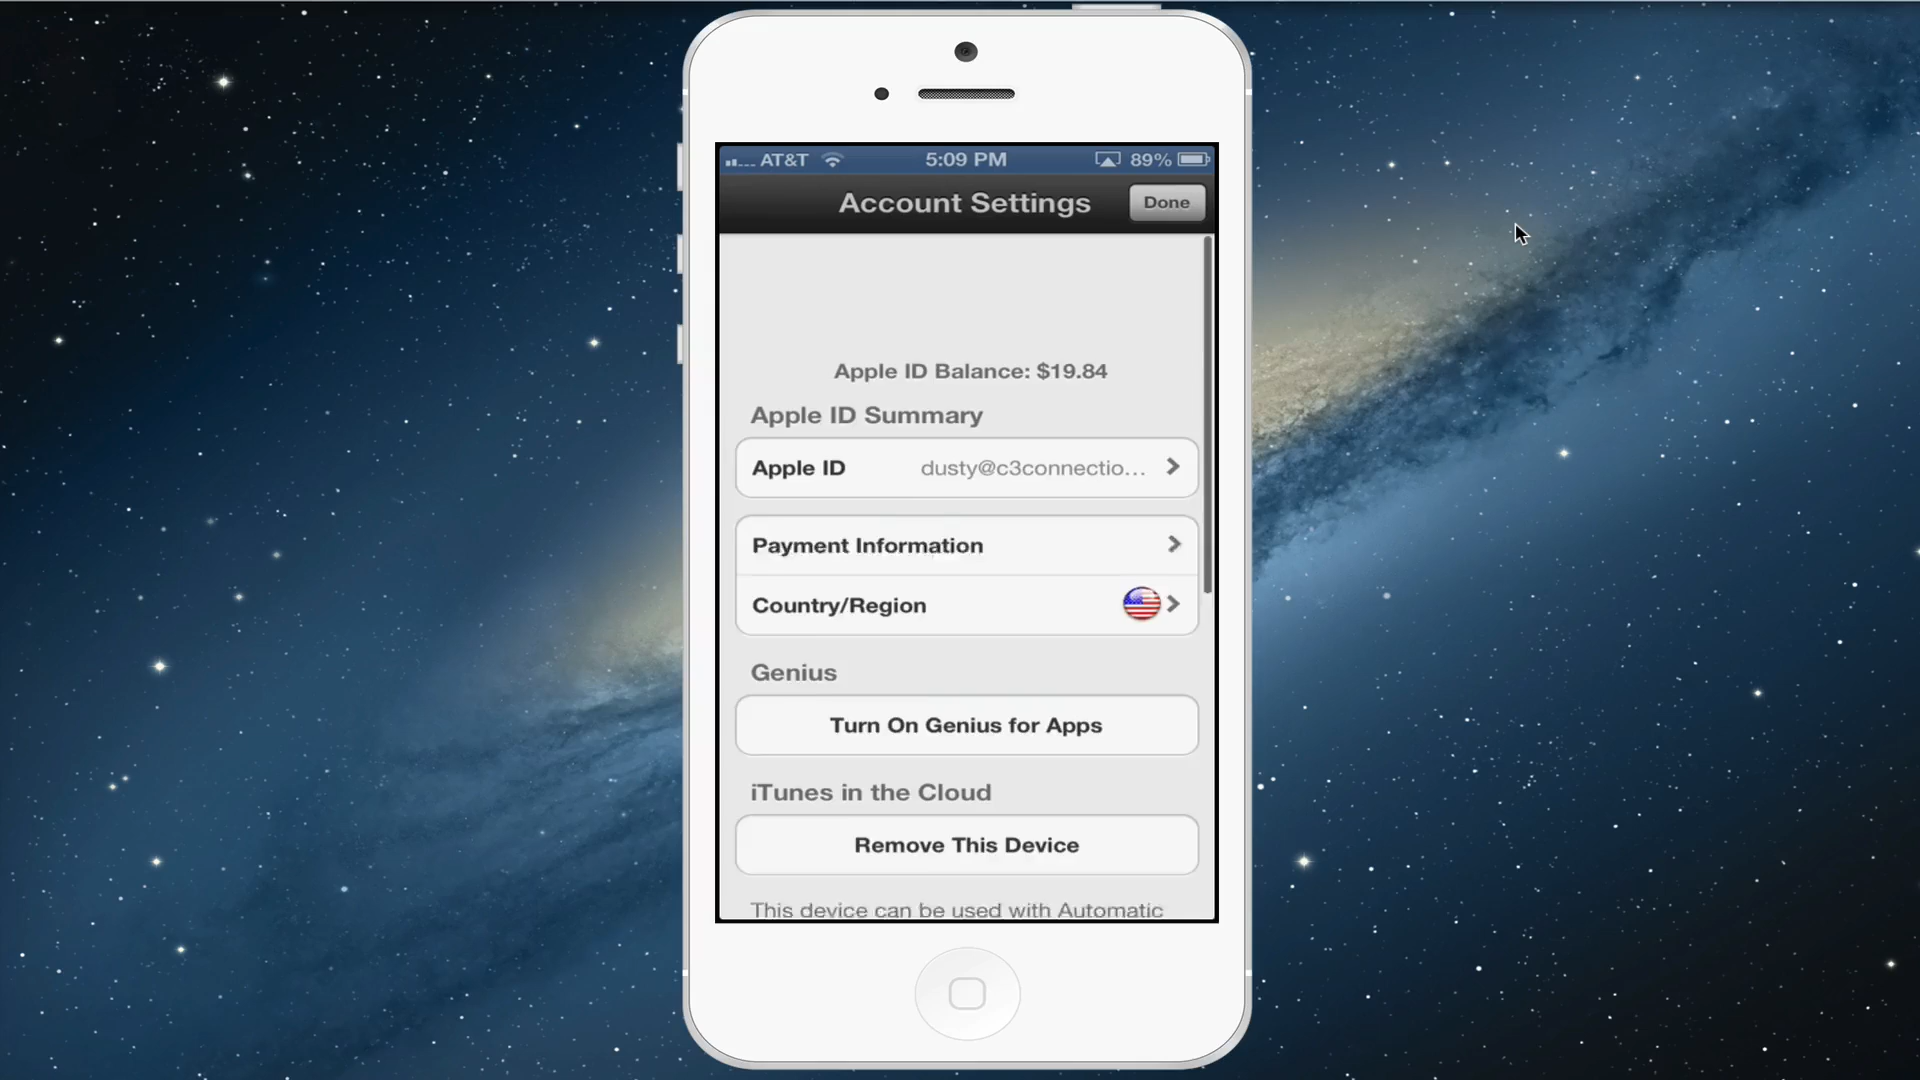 AT&T 5:09 PM 89%
Account Settings Done
Apple ID Balance: $19.84
Apple ID Summary
Apple ID dusty@c3connectio...
Payment Information
Country/Region
Genius
Turn On Genius for Apps
iTunes in the Cloud
Remove This Device
This device can be used with Automatic